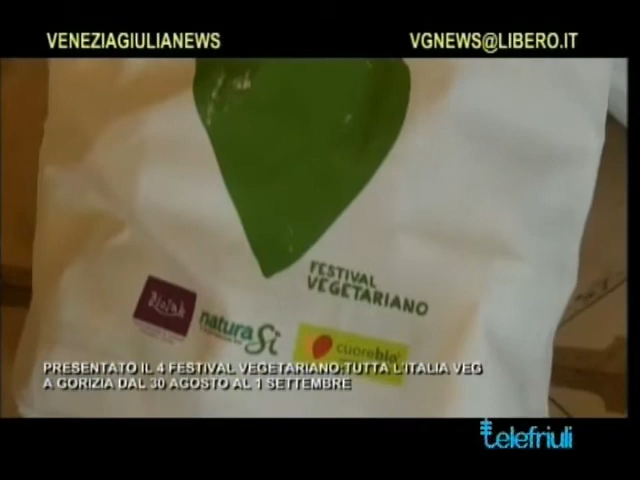 VENEZIAGIULIANEWS
VGNEWS@LIBERO.IT
FESTIVAL
VEGETARIANO
natura Sì
cuorebio
PRESENTATO IL 4 FESTIVAL VEGETARIANO;TUTTA L'ITALIA VEG
A GORIZIA DAL 30 AGOSTO AL 1 SETTEMBRE
telefriuli